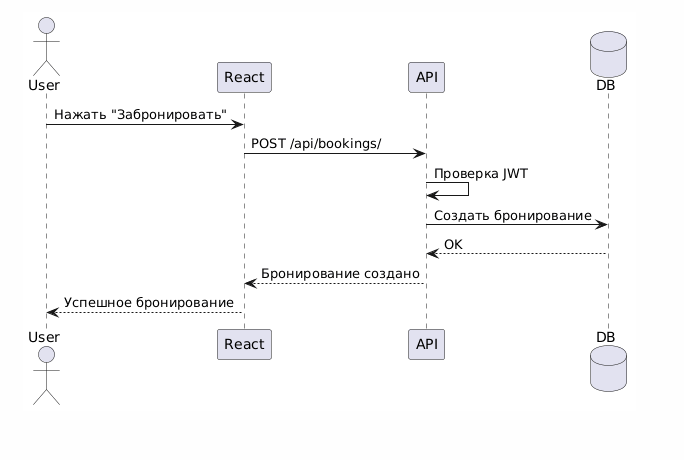 User
React
API
DB
Нажать "Забронировать"
POST /api/bookings/
Проверка JWT
Создать бронирование
OK
Бронирование создано
Успешное бронирование
User
React
API
DB